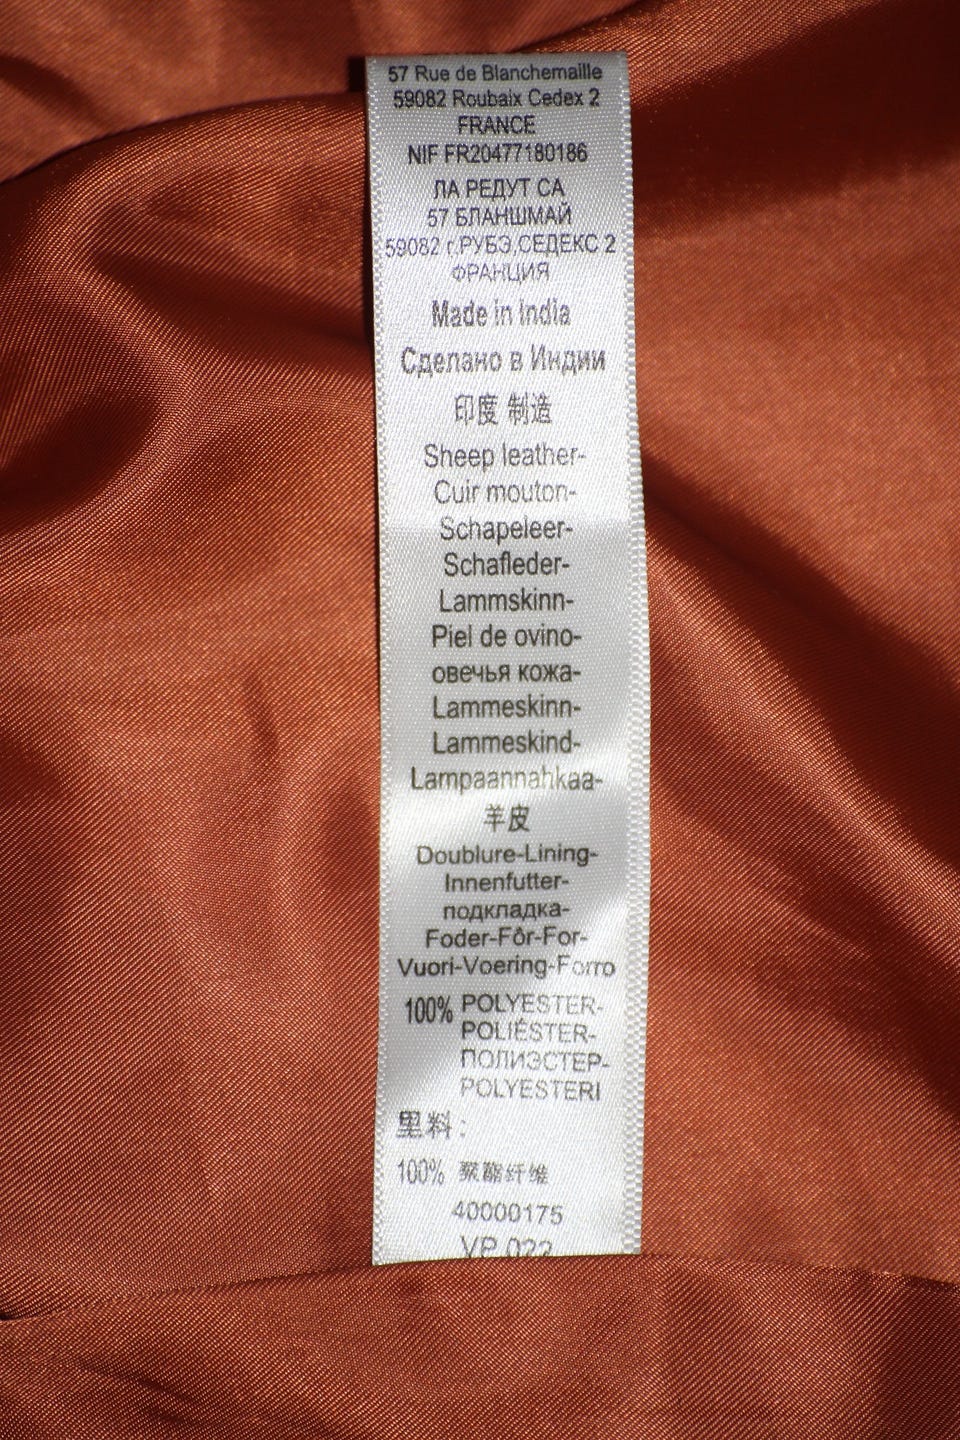 57 Rue de Blanchemaille
59082 Roubaix Cedex 2
FRANCE
NIF FR20477180186
ЛА РЕДУТ СА
57 БЛАНШМАЙ
59082 г.РУБЭ,СЕДЕКС 2
ФРАНЦИЯ
Made in India
Сделано в Индии
印度 制造
Sheep leather-
Cuir mouton-
Schapeleer-
Schafleder-
Lammskinn-
Piel de ovino-
овечья кожа-
Lammeskinn-
Lammeskind-
Lampaannahkaa-
羊皮
Doublure-Lining-
Innenfutter-
подкладка-
Foder-Fôr-For-
Vuori-Voering-Forro
100% POLYESTER-
POLIÉSTER-
ПОЛИЭСТЕР-
POLYESTERI
里料:
100% 聚酯纤维
40000175
VP 022